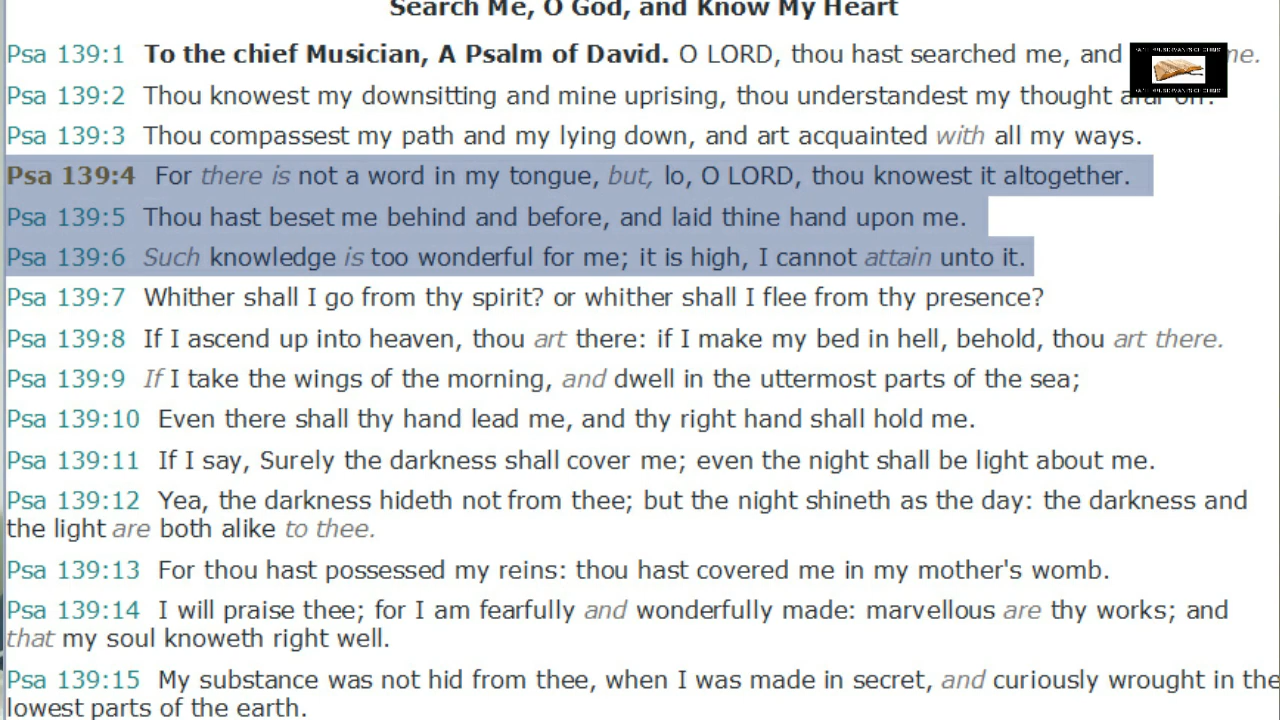 Search Me, O God, and Know My Heart
Psa 139:1 To the chief Musician, A Psalm of David. O LORD, thou hast searched me, and me.
Psa 139:2 Thou knowest my downsitting and mine uprising, thou understandest my thought afar off.
Psa 139:3 Thou compassest my path and my lying down, and art acquainted with all my ways.
Psa 139:4 For there is not a word in my tongue, but, lo, O LORD, thou knowest it altogether.
Psa 139:5 Thou hast beset me behind and before, and laid thine hand upon me.
Psa 139:6 Such knowledge is too wonderful for me; it is high, I cannot attain unto it.
Psa 139:7 Whither shall I go from thy spirit? or whither shall I flee from thy presence?
Psa 139:8 If I ascend up into heaven, thou art there: if I make my bed in hell, behold, thou art there.
Psa 139:9 If I take the wings of the morning, and dwell in the uttermost parts of the sea;
Psa 139:10 Even there shall thy hand lead me, and thy right hand shall hold me.
Psa 139:11 If I say, Surely the darkness shall cover me; even the night shall be light about me.
Psa 139:12 Yea, the darkness hideth not from thee; but the night shineth as the day: the darkness and
the light are both alike to thee.
Psa 139:13 For thou hast possessed my reins: thou hast covered me in my mother's womb.
Psa 139:14 I will praise thee; for I am fearfully and wonderfully made: marvellous are thy works; and
that my soul knoweth right well.
Psa 139:15 My substance was not hid from thee, when I was made in secret, and curiously wrought in the
lowest parts of the earth.